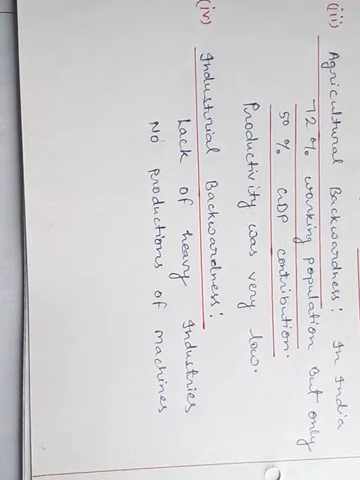 (iii) Agricultural Backwardness: In India
72% working population but only
50% GDP contribution.
Productivity was very low.
(iv) Industrial Backwardness:
Lack of heavy Industries
No productions of machines